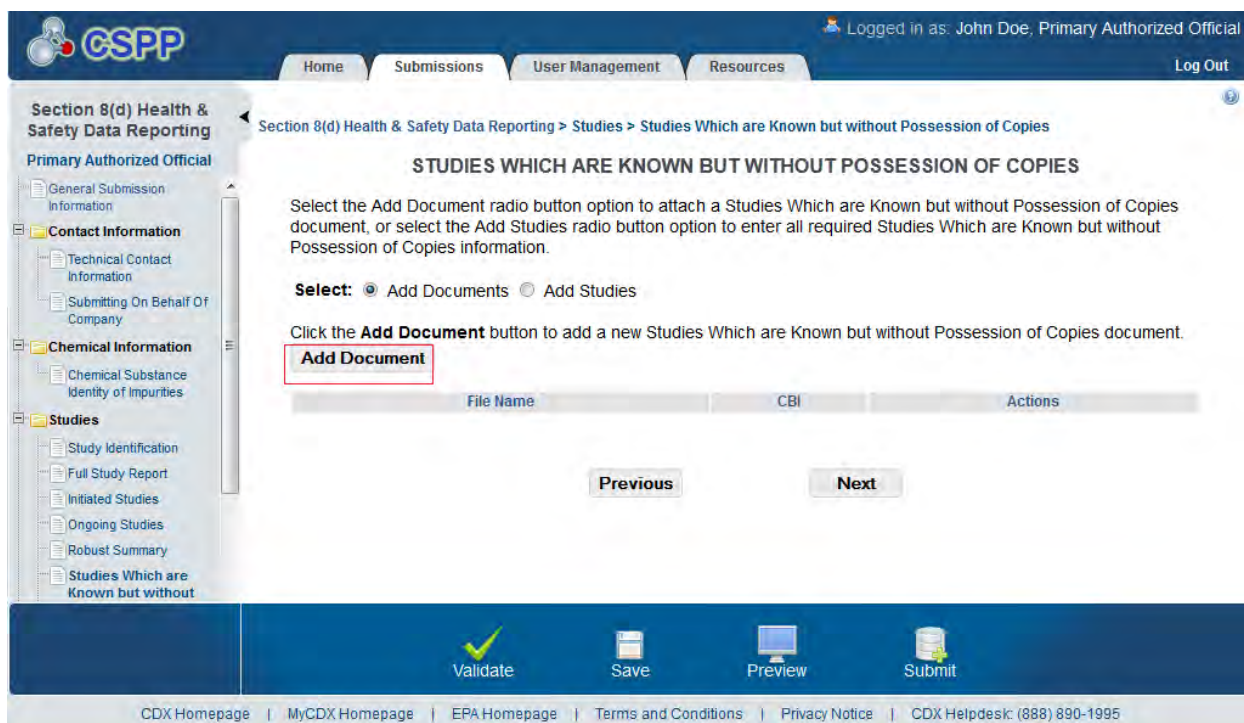 CSPP
Logged in as: John Doe, Primary Authorized Official
Home Submissions User Management Resources
Log Out
Section 8(d) Health &
Safety Data Reporting
Primary Authorized Official
General Submission
Information
Contact Information
Technical Contact
Information
Submitting On Behalf Of
Company
Chemical Information
Chemical Substance
Identity of Impurities
Studies
Study Identification
Full Study Report
Initiated Studies
Ongoing Studies
Robust Summary
Studies Which are
Known but without
Section 8(d) Health & Safety Data Reporting > Studies > Studies Which are Known but without Possession of Copies
STUDIES WHICH ARE KNOWN BUT WITHOUT POSSESSION OF COPIES
Select the Add Document radio button option to attach a Studies Which are Known but without Possession of Copies
document, or select the Add Studies radio button option to enter all required Studies Which are Known but without
Possession of Copies information.
Select: Add Documents Add Studies
Click the Add Document button to add a new Studies Which are Known but without Possession of Copies document.
Add Document
File Name CBI Actions
Previous Next
Validate Save Preview Submit
CDX Homepage | MyCDX Homepage | EPA Homepage | Terms and Conditions | Privacy Notice | CDX Helpdesk: (888) 890-1995